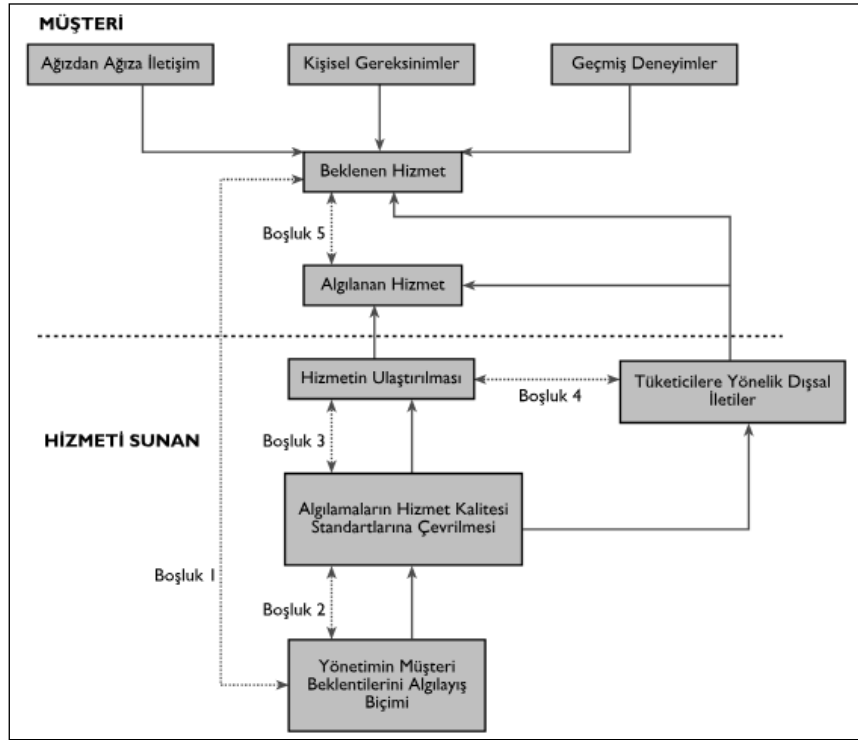 MÜŞTERİ
Ağızdan Ağıza İletişim
Kişisel Gereksinimler
Geçmiş Deneyimler
Beklenen Hizmet
Boşluk 5
Algılanan Hizmet
Hizmetin Ulaştırılması
Boşluk 4
Tüketicilere Yönelik Dışsal
İletiler
HİZMETİ SUNAN
Boşluk 3
Algılamaların Hizmet Kalitesi
Standartlarına Çevrilmesi
Boşluk 1
Boşluk 2
Yönetimin Müşteri
Beklentilerini Algılayış
Biçimi